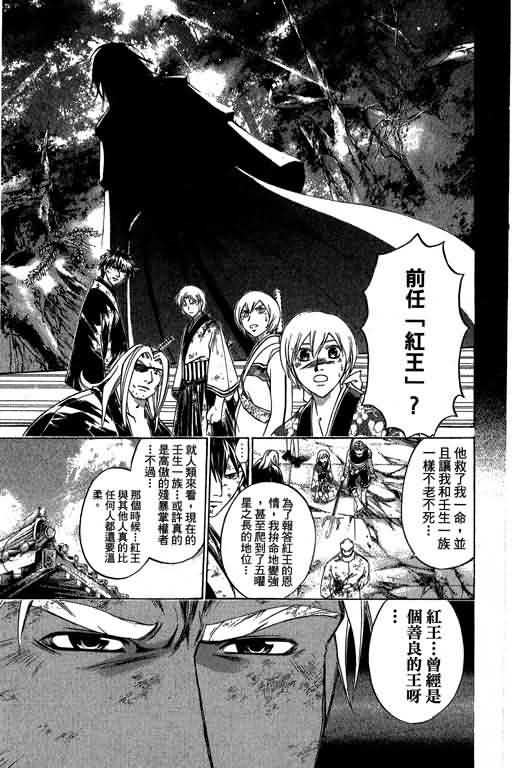 前任「紅王」？
他救了我一命，並
且讓我和壬生一族
一樣不老不死…
為了報答紅王的恩
情，我拚命地變強
，甚至爬到了五曜
星之長的地位…
就人類來看，現在的
壬生一族…或許真的
是高傲的殘暴掌權者
…不過…
那個時候…紅王
與其他人真的比
任何人都還要溫
柔。
紅王…曾經是
個善良的王呀
…